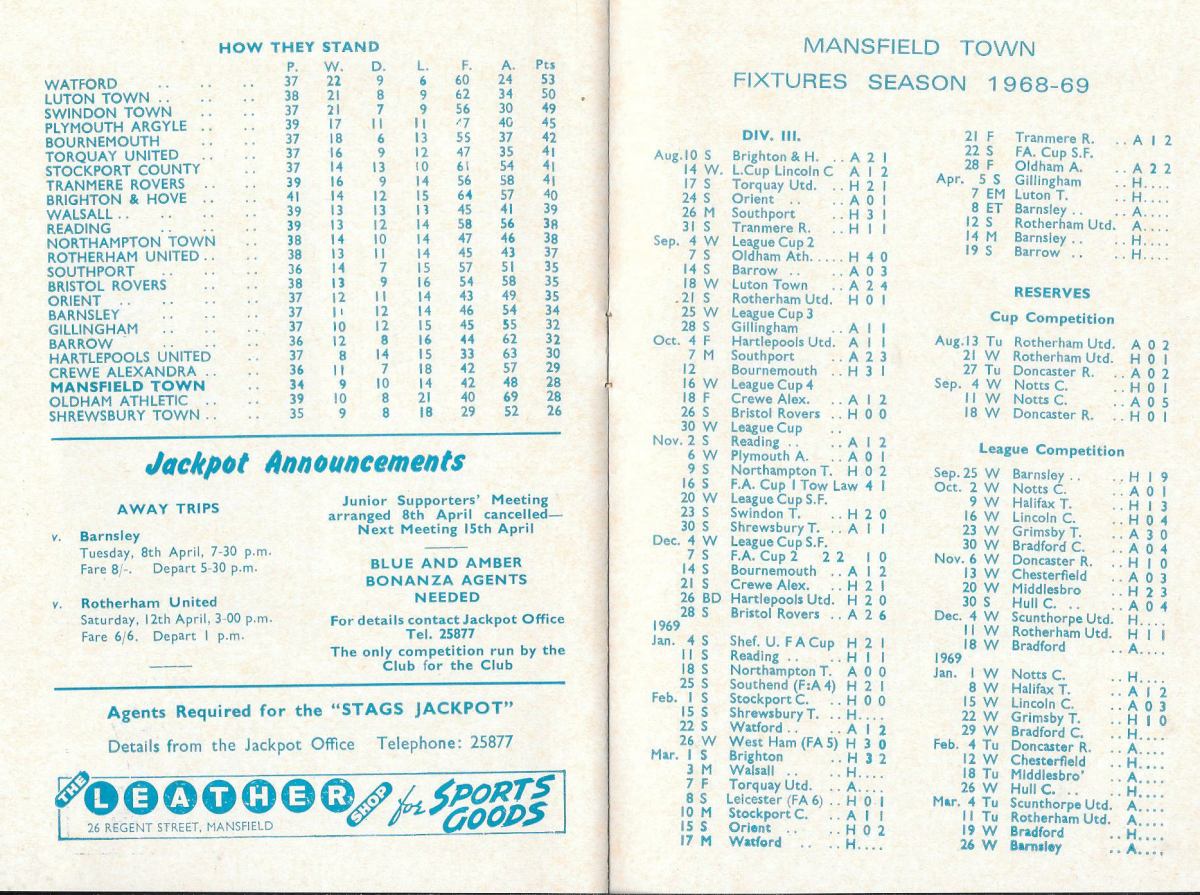 HOW THEY STAND
P. W. D. L. F. A. Pts
WATFORD .. .. .. 37 22 9 6 60 24 53
LUTON TOWN .. .. .. 38 21 8 9 62 34 50
SWINDON TOWN .. .. 37 21 7 9 56 30 49
PLYMOUTH ARGYLE .. .. 39 17 11 11 47 40 45
BOURNEMOUTH .. .. 37 18 6 13 55 37 42
TORQUAY UNITED .. .. 37 16 9 12 47 35 41
STOCKPORT COUNTY .. 37 14 13 10 61 54 41
TRANMERE ROVERS .. 39 16 9 14 56 58 41
BRIGHTON & HOVE .. 41 14 12 15 64 57 40
WALSALL .. .. .. .. 39 13 13 13 45 41 39
READING .. .. .. 39 13 12 14 58 56 38
NORTHAMPTON TOWN .. 38 14 10 14 47 46 38
ROTHERHAM UNITED .. .. 38 13 11 14 45 43 37
SOUTHPORT .. .. .. 36 14 7 15 57 51 35
BRISTOL ROVERS .. .. 38 13 9 16 54 58 35
ORIENT .. .. .. .. 37 12 11 14 43 49 35
BARNSLEY .. .. .. 37 11 12 14 46 54 34
GILLINGHAM .. .. .. 37 10 12 15 45 55 32
BARROW .. .. .. .. 36 12 8 16 44 62 32
HARTLEPOOLS UNITED .. 37 8 14 15 33 63 30
CREWE ALEXANDRA .. .. 36 11 7 18 42 57 29
MANSFIELD TOWN .. .. 34 9 10 14 42 48 28
OLDHAM ATHLETIC .. .. 39 10 8 21 40 69 28
SHREWSBURY TOWN .. .. 35 9 8 18 29 52 26
Jackpot Announcements
AWAY TRIPS
v. Barnsley
Tuesday, 8th April, 7-30 p.m.
Fare 8/-. Depart 5-30 p.m.
v. Rotherham United
Saturday, 12th April, 3-00 p.m.
Fare 6/6. Depart 1 p.m.
Junior Supporters' Meeting
arranged 8th April cancelled—
Next Meeting 15th April
BLUE AND AMBER
BONANZA AGENTS
NEEDED
For details contact Jackpot Office
Tel. 25877
The only competition run by the
Club for the Club
Agents Required for the "STAGS JACKPOT"
Details from the Jackpot Office Telephone: 25877
THE LEATHER SHOP for SPORTS GOODS
26 REGENT STREET, MANSFIELD
MANSFIELD TOWN
FIXTURES SEASON 1968-69
DIV. III.
Aug.10 S Brighton & H. .. A 2 1
14 W. L.Cup Lincoln C A 1 2
17 S Torquay Utd. .. H 2 1
24 S Orient .. .. A 0 1
26 M Southport .. H 3 1
31 S Tranmere R. .. H 1 1
Sep. 4 W League Cup 2
7 S Oldham Ath. .... H 4 0
14 S Barrow .. .. A 0 3
18 W Luton Town .. A 2 4
21 S Rotherham Utd. H 0 1
25 W League Cup 3
28 S Gillingham .. A 1 1
Oct. 4 F Hartlepools Utd. A 1 1
7 M Southport .. A 2 3
12 Bournemouth .. H 3 1
16 W League Cup 4
18 F Crewe Alex. .. A 1 2
26 S Bristol Rovers .. H 0 0
30 W League Cup ..
Nov. 2 S Reading .. .. A 1 2
6 W Plymouth A. .. A 0 1
9 S Northampton T. H 0 2
16 S F.A. Cup 1 Tow Law 4 1
20 W League Cup S.F.
23 S Swindon T. .. H 2 0
30 S Shrewsbury T. .. A 1 1
Dec. 4 W League Cup S.F.
7 S F.A. Cup 2 2 2 1 0
14 S Bournemouth .. A 1 2
21 S Crewe Alex. .. H 2 1
26 BD Hartlepools Utd. H 2 0
28 S Bristol Rovers .. A 2 6
1969
Jan. 4 S Shef. U. F A Cup H 2 1
11 S Reading .. .. H 1 1
18 S Northampton T. A 0 0
25 S Southend (F:A 4) H 2 1
Feb. 1 S Stockport C. .. H 0 0
15 S Shrewsbury T. .. H....
22 S Watford .. .. A 1 2
26 W West Ham (FA 5) H 3 0
Mar. 1 S Brighton .. H 3 2
3 M Walsall .. .. H....
7 F Torquay Utd. .. A....
8 S Leicester (FA 6) .. H 0 1
10 M Stockport C. .. A 1 1
15 S Orient .. .. H 0 2
17 M Watford .. .. H....
21 F Tranmere R. .. A 1 2
22 S FA. Cup S.F.
28 F Oldham A. .. A 2 2
Apr. 5 S Gillingham .. H....
7 EM Luton T. .. H....
8 ET Barnsley .. .. A....
12 S Rotherham Utd. A....
14 M Barnsley .. .. H....
19 S Barrow .. .. H....
RESERVES
Cup Competition
Aug.13 Tu Rotherham Utd. A 0 2
21 W Rotherham Utd. H 0 1
27 Tu Doncaster R. .. A 0 2
Sep. 4 W Notts C. .. H 0 1
11 W Notts C. .. A 0 5
18 W Doncaster R. .. H 0 1
League Competition
Sep.25 W Barnsley .. .. H 1 9
Oct. 2 W Notts C. .. A 0 1
9 W Halifax T. .. H 1 3
16 W Lincoln C. .. H 0 4
23 W Grimsby T. .. A 3 0
30 W Bradford C. .. A 0 4
Nov. 6 W Doncaster R. .. H 1 0
13 W Chesterfield .. A 0 3
20 W Middlesbro .. H 2 3
30 S Hull C. .. .. A 0 4
Dec. 4 W Scunthorpe Utd. H....
11 W Rotherham Utd. H 1 1
18 W Bradford .. A....
1969
Jan. 1 W Notts C. .. H....
8 W Halifax T. .. A 1 2
15 W Lincoln C. .. A 0 3
22 W Grimsby T. .. H 1 0
29 W Bradford C. .. H....
Feb. 4 Tu Doncaster R. .. A....
12 W Chesterfield .. H....
18 Tu Middlesbro' .. A....
26 W Hull C. .. .. H....
Mar. 4 Tu Scunthorpe Utd. A....
11 Tu Rotherham Utd. A....
19 W Bradford .. H....
26 W Barnsley .. A....